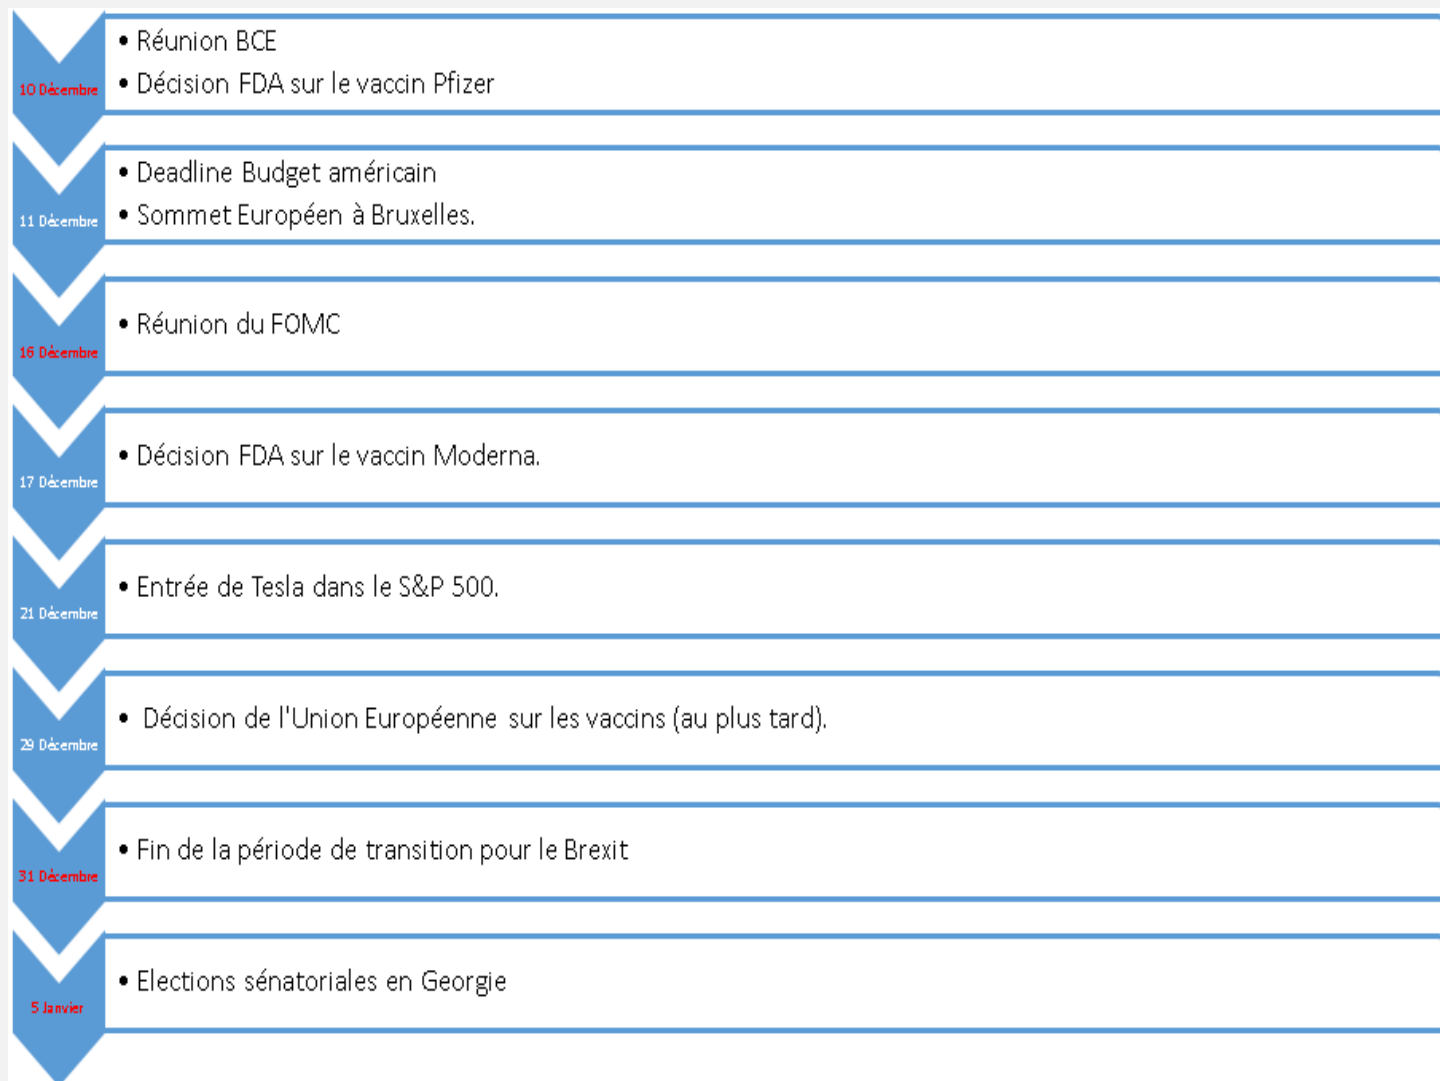 • Réunion BCE
• Décision FDA sur le vaccin Pfizer
10 Décembre
• Deadline Budget américain
• Sommet Européen à Bruxelles.
11 Décembre
• Réunion du FOMC
16 Décembre
• Décision FDA sur le vaccin Moderna.
17 Décembre
• Entrée de Tesla dans le S&P 500.
21 Décembre
• Décision de l'Union Européenne sur les vaccins (au plus tard).
29 Décembre
• Fin de la période de transition pour le Brexit
31 Décembre
• Elections sénatoriales en Georgie
5 Janvier